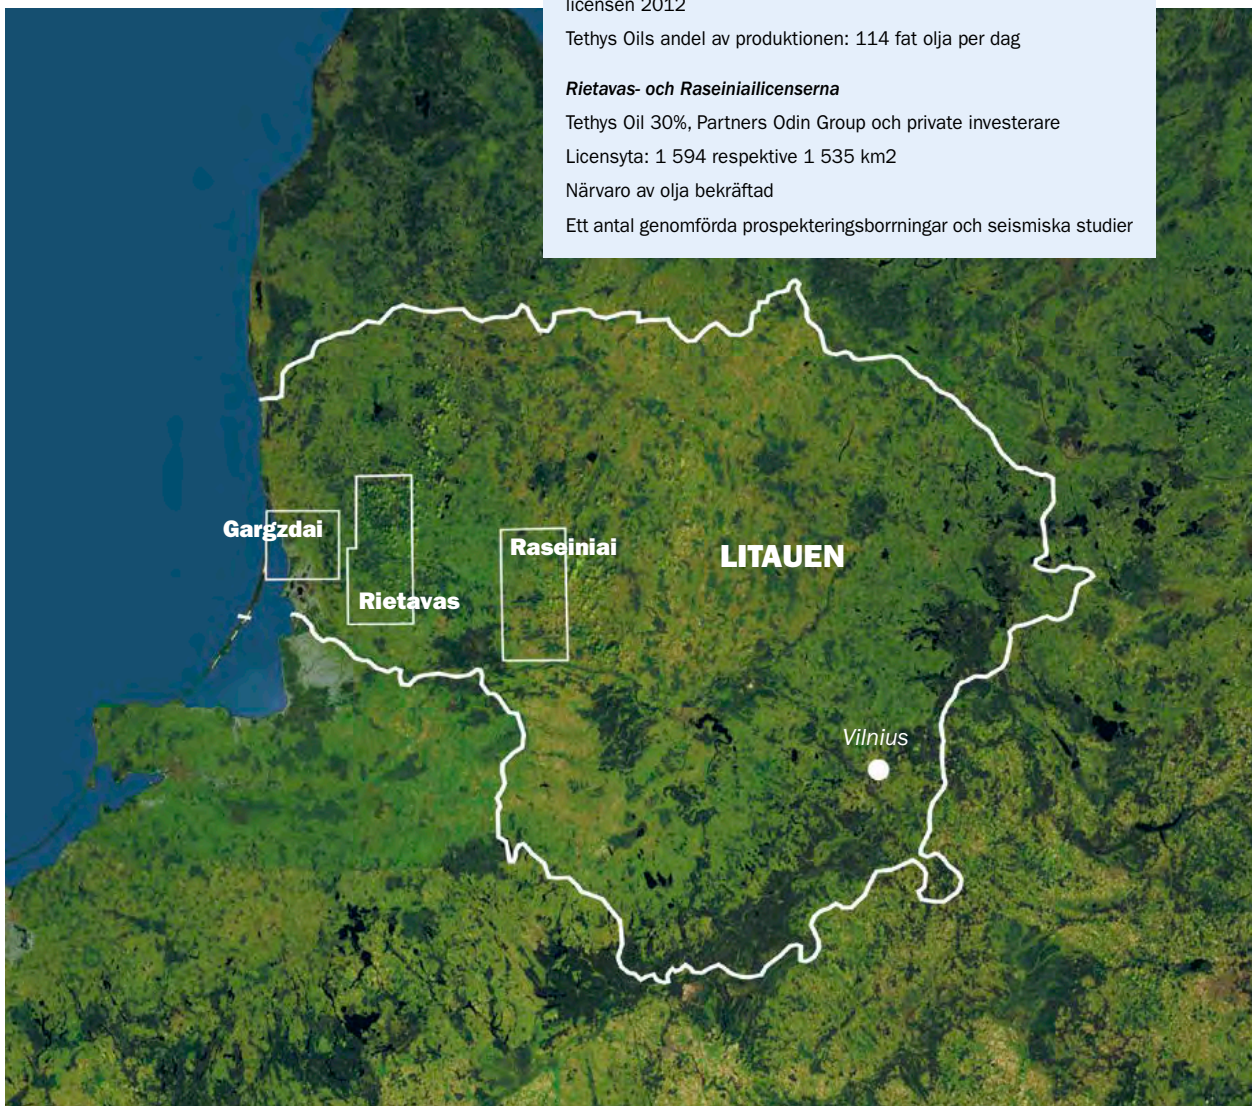 licensen 2012
Tethys Oils andel av produktionen: 114 fat olja per dag
Rietavas- och Raseiniailicenserna
Tethys Oil 30%, Partners Odin Group och private investerare
Licensyta: 1 594 respektive 1 535 km2
Närvaro av olja bekräftad
Ett antal genomförda prospekteringsborrningar och seismiska studier
Gargzdai
Rietavas
Raseiniai
LITAUEN
Vilnius